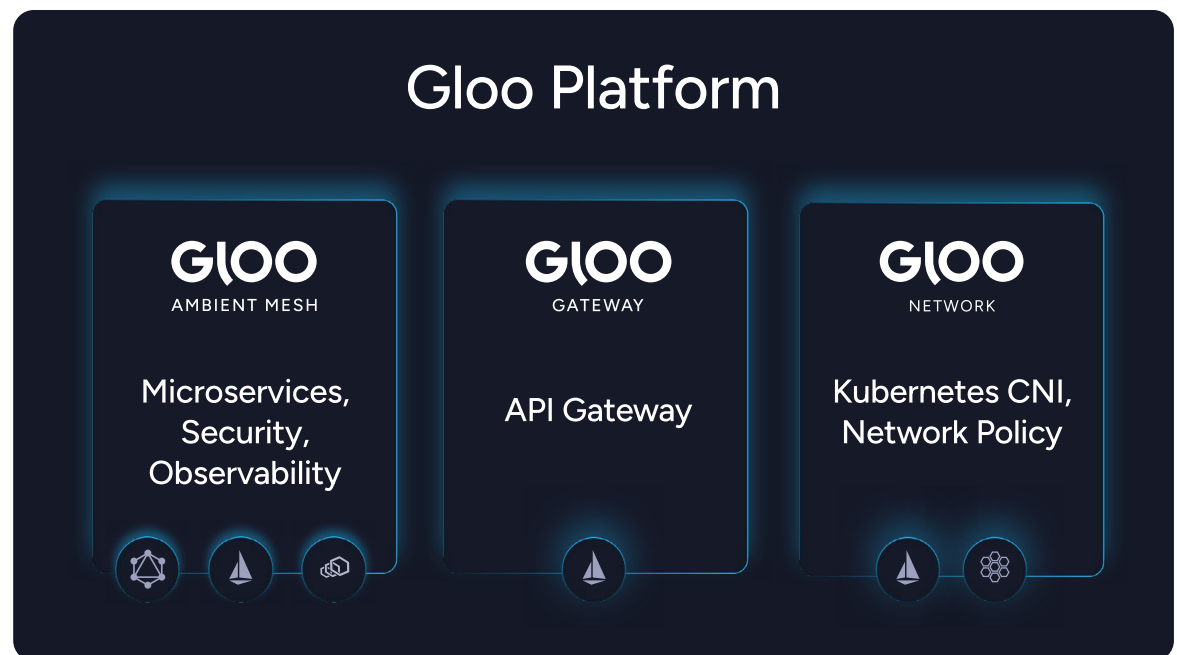 Gloo Platform
GLOO
AMBIENT MESH
Microservices,
Security,
Observability
GLOO
GATEWAY
API Gateway
GLOO
NETWORK
Kubernetes CNI,
Network Policy